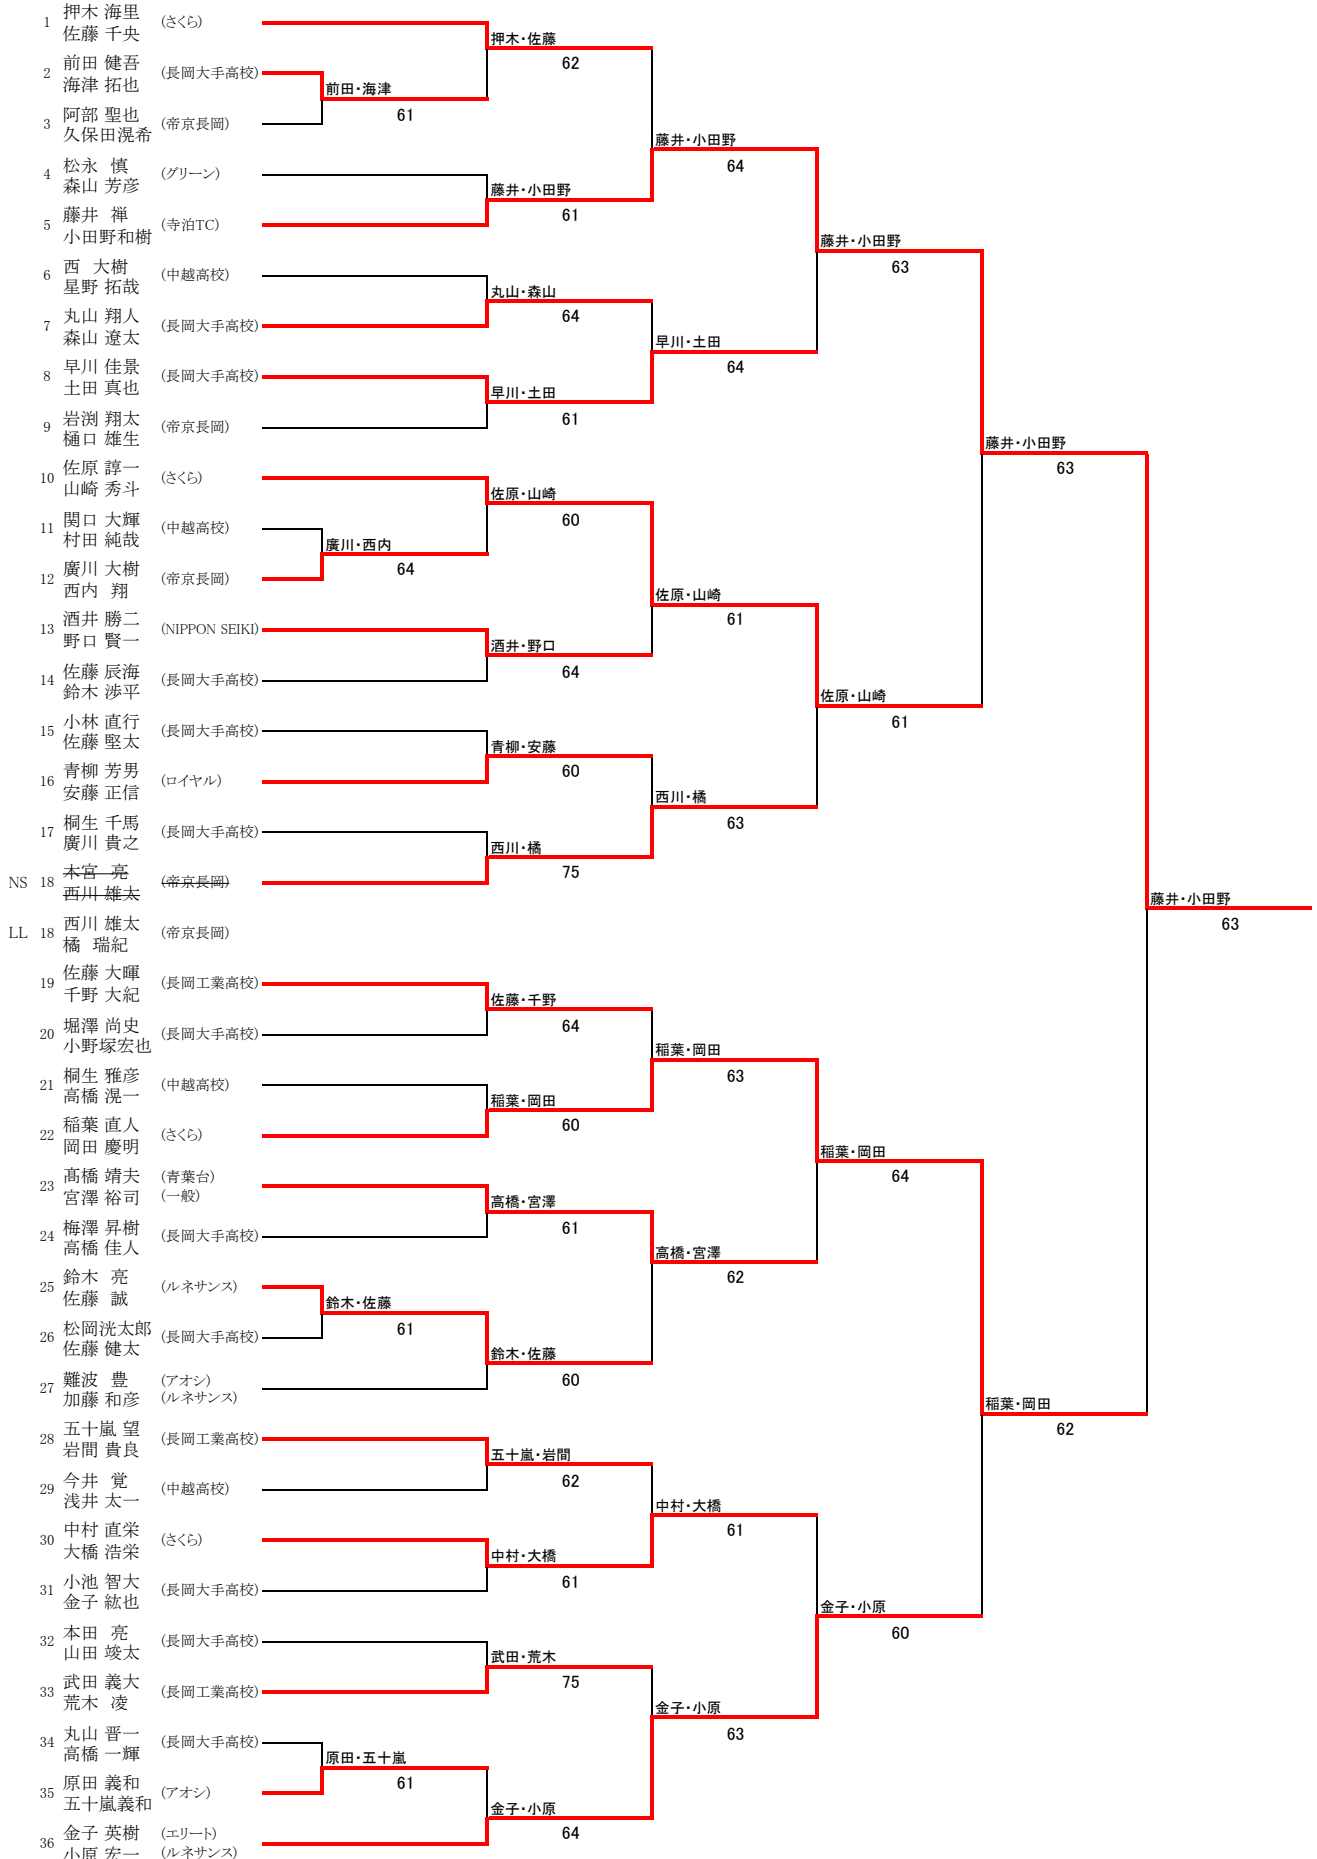 1 押木 海里 (さくら)
佐藤 千央
押木・佐藤
62
2 前田 健吾 (長岡大手高校)
海津 拓也
前田・海津
61
3 阿部 聖也 (帝京長岡)
久保田滉希
藤井・小田野
64
4 松永 慎 (グリーン)
森山 芳彦
藤井・小田野
61
5 藤井 禅 (寺泊TC)
小田野和樹
藤井・小田野
63
6 西 大樹 (中越高校)
星野 拓哉
丸山・森山
64
7 丸山 翔人 (長岡大手高校)
森山 遼太
早川・土田
64
8 早川 佳景 (長岡大手高校)
土田 真也
早川・土田
61
9 岩渕 翔太 (帝京長岡)
樋口 雄生
藤井・小田野
63
10 佐原 諄一 (さくら)
山崎 秀斗
佐原・山崎
60
11 関口 大輝 (中越高校)
村田 純哉
廣川・西内
64
12 廣川 大樹 (帝京長岡)
西内 翔
佐原・山崎
61
13 酒井 勝二 (NIPPON SEIKI)
野口 賢一
酒井・野口
64
14 佐藤 辰海 (長岡大手高校)
鈴木 渉平
佐原・山崎
61
15 小林 直行 (長岡大手高校)
佐藤 堅太
青柳・安藤
60
16 青柳 芳男 (ロイヤル)
安藤 正信
西川・橘
63
17 桐生 千馬 (長岡大手高校)
廣川 貴之
西川・橘
75
NS 18 木宮 亮 (帝京長岡)
西川 雄太
藤井・小田野
63
LL 18 西川 雄太 (帝京長岡)
橘 瑞紀
19 佐藤 大暉 (長岡工業高校)
千野 大紀
佐藤・千野
64
20 堀澤 尚史 (長岡大手高校)
小野塚宏也
稲葉・岡田
63
21 桐生 雅彦 (中越高校)
高橋 滉一
稲葉・岡田
60
22 稲葉 直人 (さくら)
岡田 慶明
稲葉・岡田
64
23 髙橋 靖夫 (青葉台)
宮澤 裕司 (一般)
高橋・宮澤
61
24 梅澤 昇樹 (長岡大手高校)
高橋 佳人
高橋・宮澤
62
25 鈴木 亮 (ルネサンス)
佐藤 誠
鈴木・佐藤
61
26 松岡洸太郎 (長岡大手高校)
佐藤 健太
鈴木・佐藤
60
27 難波 豊 (アオシ)
加藤 和彦 (ルネサンス)
稲葉・岡田
62
28 五十嵐 望 (長岡工業高校)
岩間 貴良
五十嵐・岩間
62
29 今井 覚 (中越高校)
浅井 太一
中村・大橋
61
30 中村 直栄 (さくら)
大橋 浩栄
中村・大橋
61
31 小池 智大 (長岡大手高校)
金子 紘也
金子・小原
60
32 本田 亮 (長岡大手高校)
山田 竣太
武田・荒木
75
33 武田 義大 (長岡工業高校)
荒木 凌
金子・小原
63
34 丸山 晋一 (長岡大手高校)
高橋 一輝
原田・五十嵐
61
35 原田 義和 (アオシ)
五十嵐義和
金子・小原
64
36 金子 英樹 (エリート)
小原 宏一 (ルネサンス)